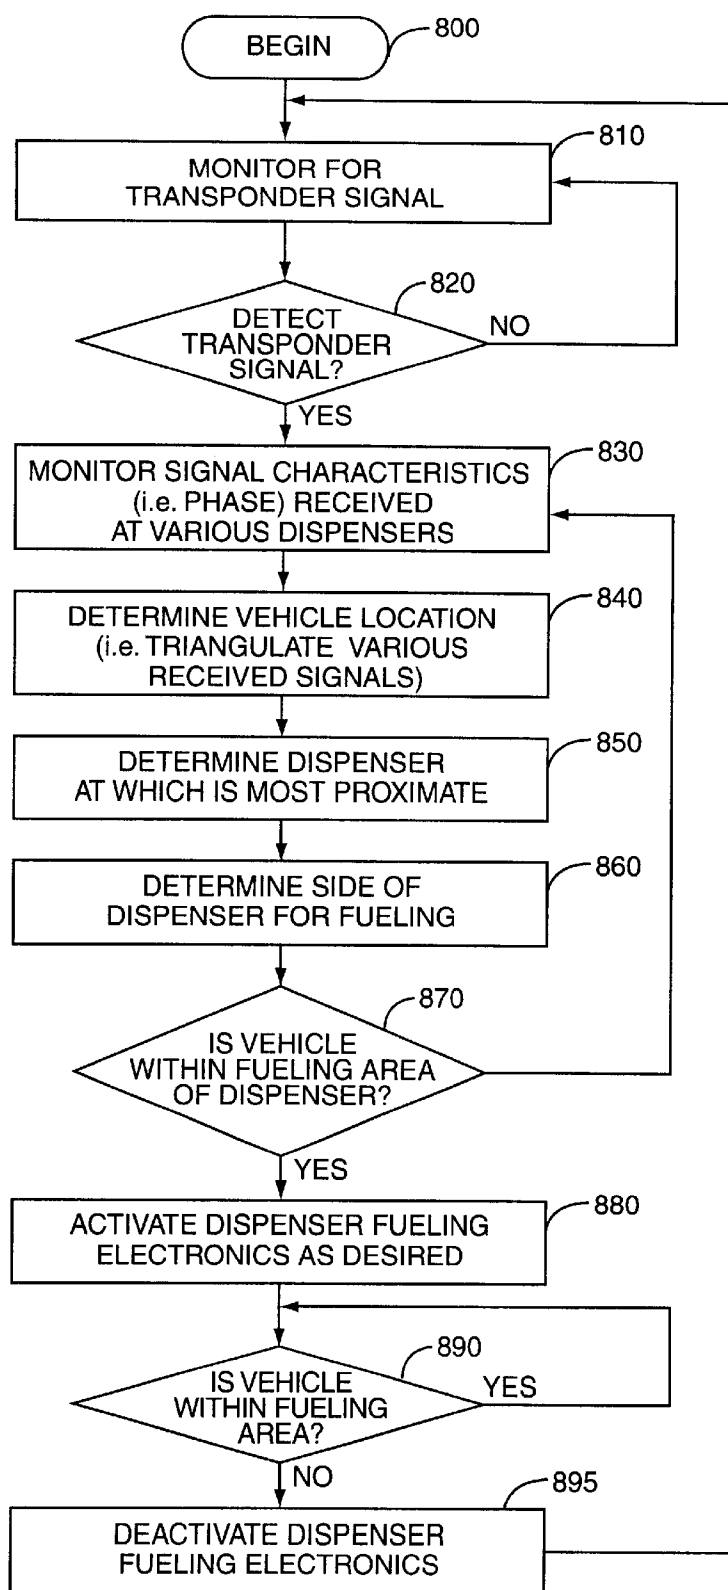 BEGIN
800
810
MONITOR FOR
TRANSPONDER SIGNAL
820
DETECT
TRANSPONDER
SIGNAL?
NO
YES
830
MONITOR SIGNAL CHARACTERISTICS
(i.e. PHASE) RECEIVED
AT VARIOUS DISPENSERS
840
DETERMINE VEHICLE LOCATION
(i.e. TRIANGULATE VARIOUS
RECEIVED SIGNALS)
850
DETERMINE DISPENSER
AT WHICH IS MOST PROXIMATE
860
DETERMINE SIDE OF
DISPENSER FOR FUELING
870
IS VEHICLE
WITHIN FUELING AREA
OF DISPENSER?
YES
880
ACTIVATE DISPENSER FUELING
ELECTRONICS AS DESIRED
890
IS VEHICLE
WITHIN FUELING
AREA?
YES
NO
895
DEACTIVATE DISPENSER
FUELING ELECTRONICS